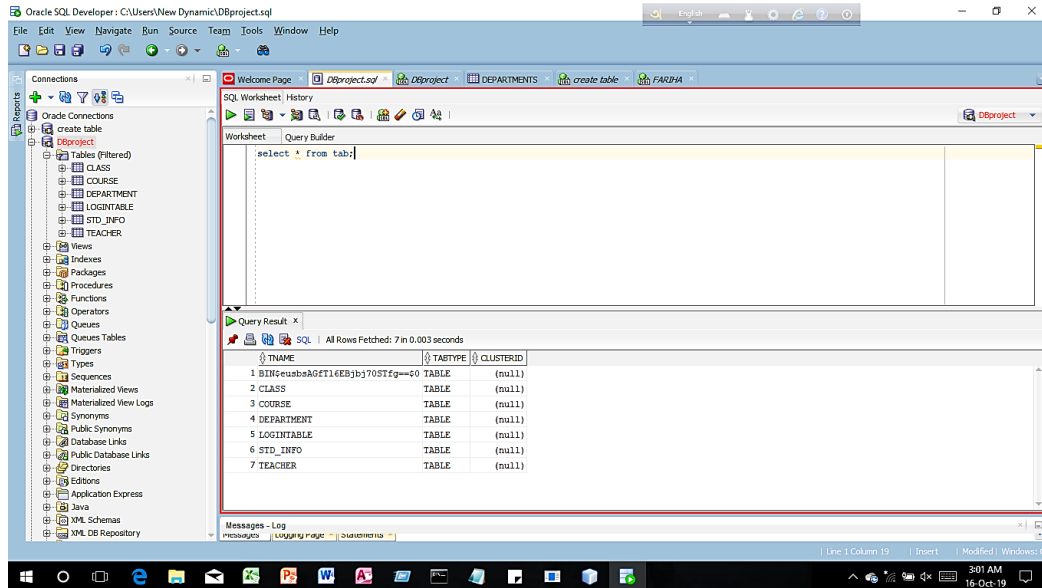 Oracle SQL Developer : C:\Users\New Dynamic\DBproject.sql
English
File Edit View Navigate Run Source Team Tools Window Help
Connections
Welcome Page DBproject.sql DBproject DEPARTMENTS create table FARIHA
SQL Worksheet History
Reports
DBproject
Worksheet Query Builder
select * from tab;
Oracle Connections
create table
DBproject
Tables (Filtered)
CLASS
COURSE
DEPARTMENT
LOGINTABLE
STD_INFO
TEACHER
Views
Indexes
Packages
Procedures
Functions
Operators
Queues
Queues Tables
Triggers
Types
Sequences
Materialized Views
Materialized View Logs
Synonyms
Public Synonyms
Database Links
Public Database Links
Directories
Editions
Application Express
Java
XML Schemas
XML DB Repository
Query Result x
SQL | All Rows Fetched: 7 in 0.003 seconds
TNAME TABTYPE CLUSTERID
1 TABLE (null)
2 CLASS TABLE (null)
3 COURSE TABLE (null)
4 DEPARTMENT TABLE (null)
5 LOGINTABLE TABLE (null)
6 STD_INFO TABLE (null)
7 TEACHER TABLE (null)
Messages - Log
Messages Logging Page Statements
Line 1 Column 19 | Insert | Modified | Windows:
3:01 AM
16-Oct-19